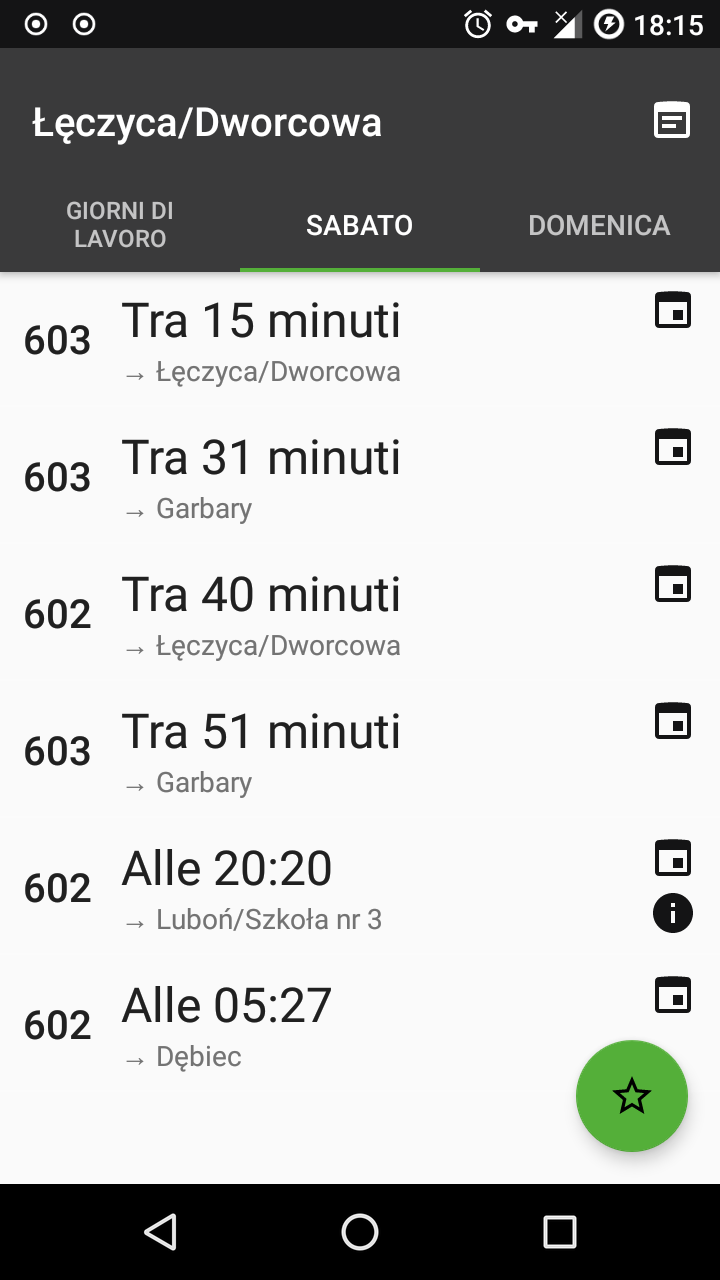 18:15
Łęczyca/Dworcowa
GIORNI DI
LAVORO
SABATO
DOMENICA
603
Tra 15 minuti
→ Łęczyca/Dworcowa
603
Tra 31 minuti
→ Garbary
602
Tra 40 minuti
→ Łęczyca/Dworcowa
603
Tra 51 minuti
→ Garbary
602
Alle 20:20
→ Luboń/Szkoła nr 3
602
Alle 05:27
→ Dębiec